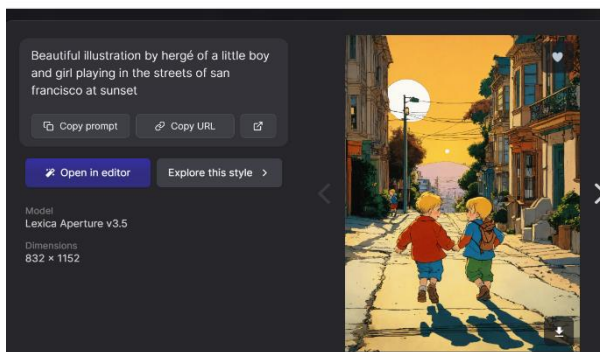 Beautiful illustration by hergé of a little boy
and girl playing in the streets of san
francisco at sunset
Copy prompt
Copy URL
Open in editor
Explore this style >
Model
Lexica Aperture v3.5
Dimensions
832 × 1152